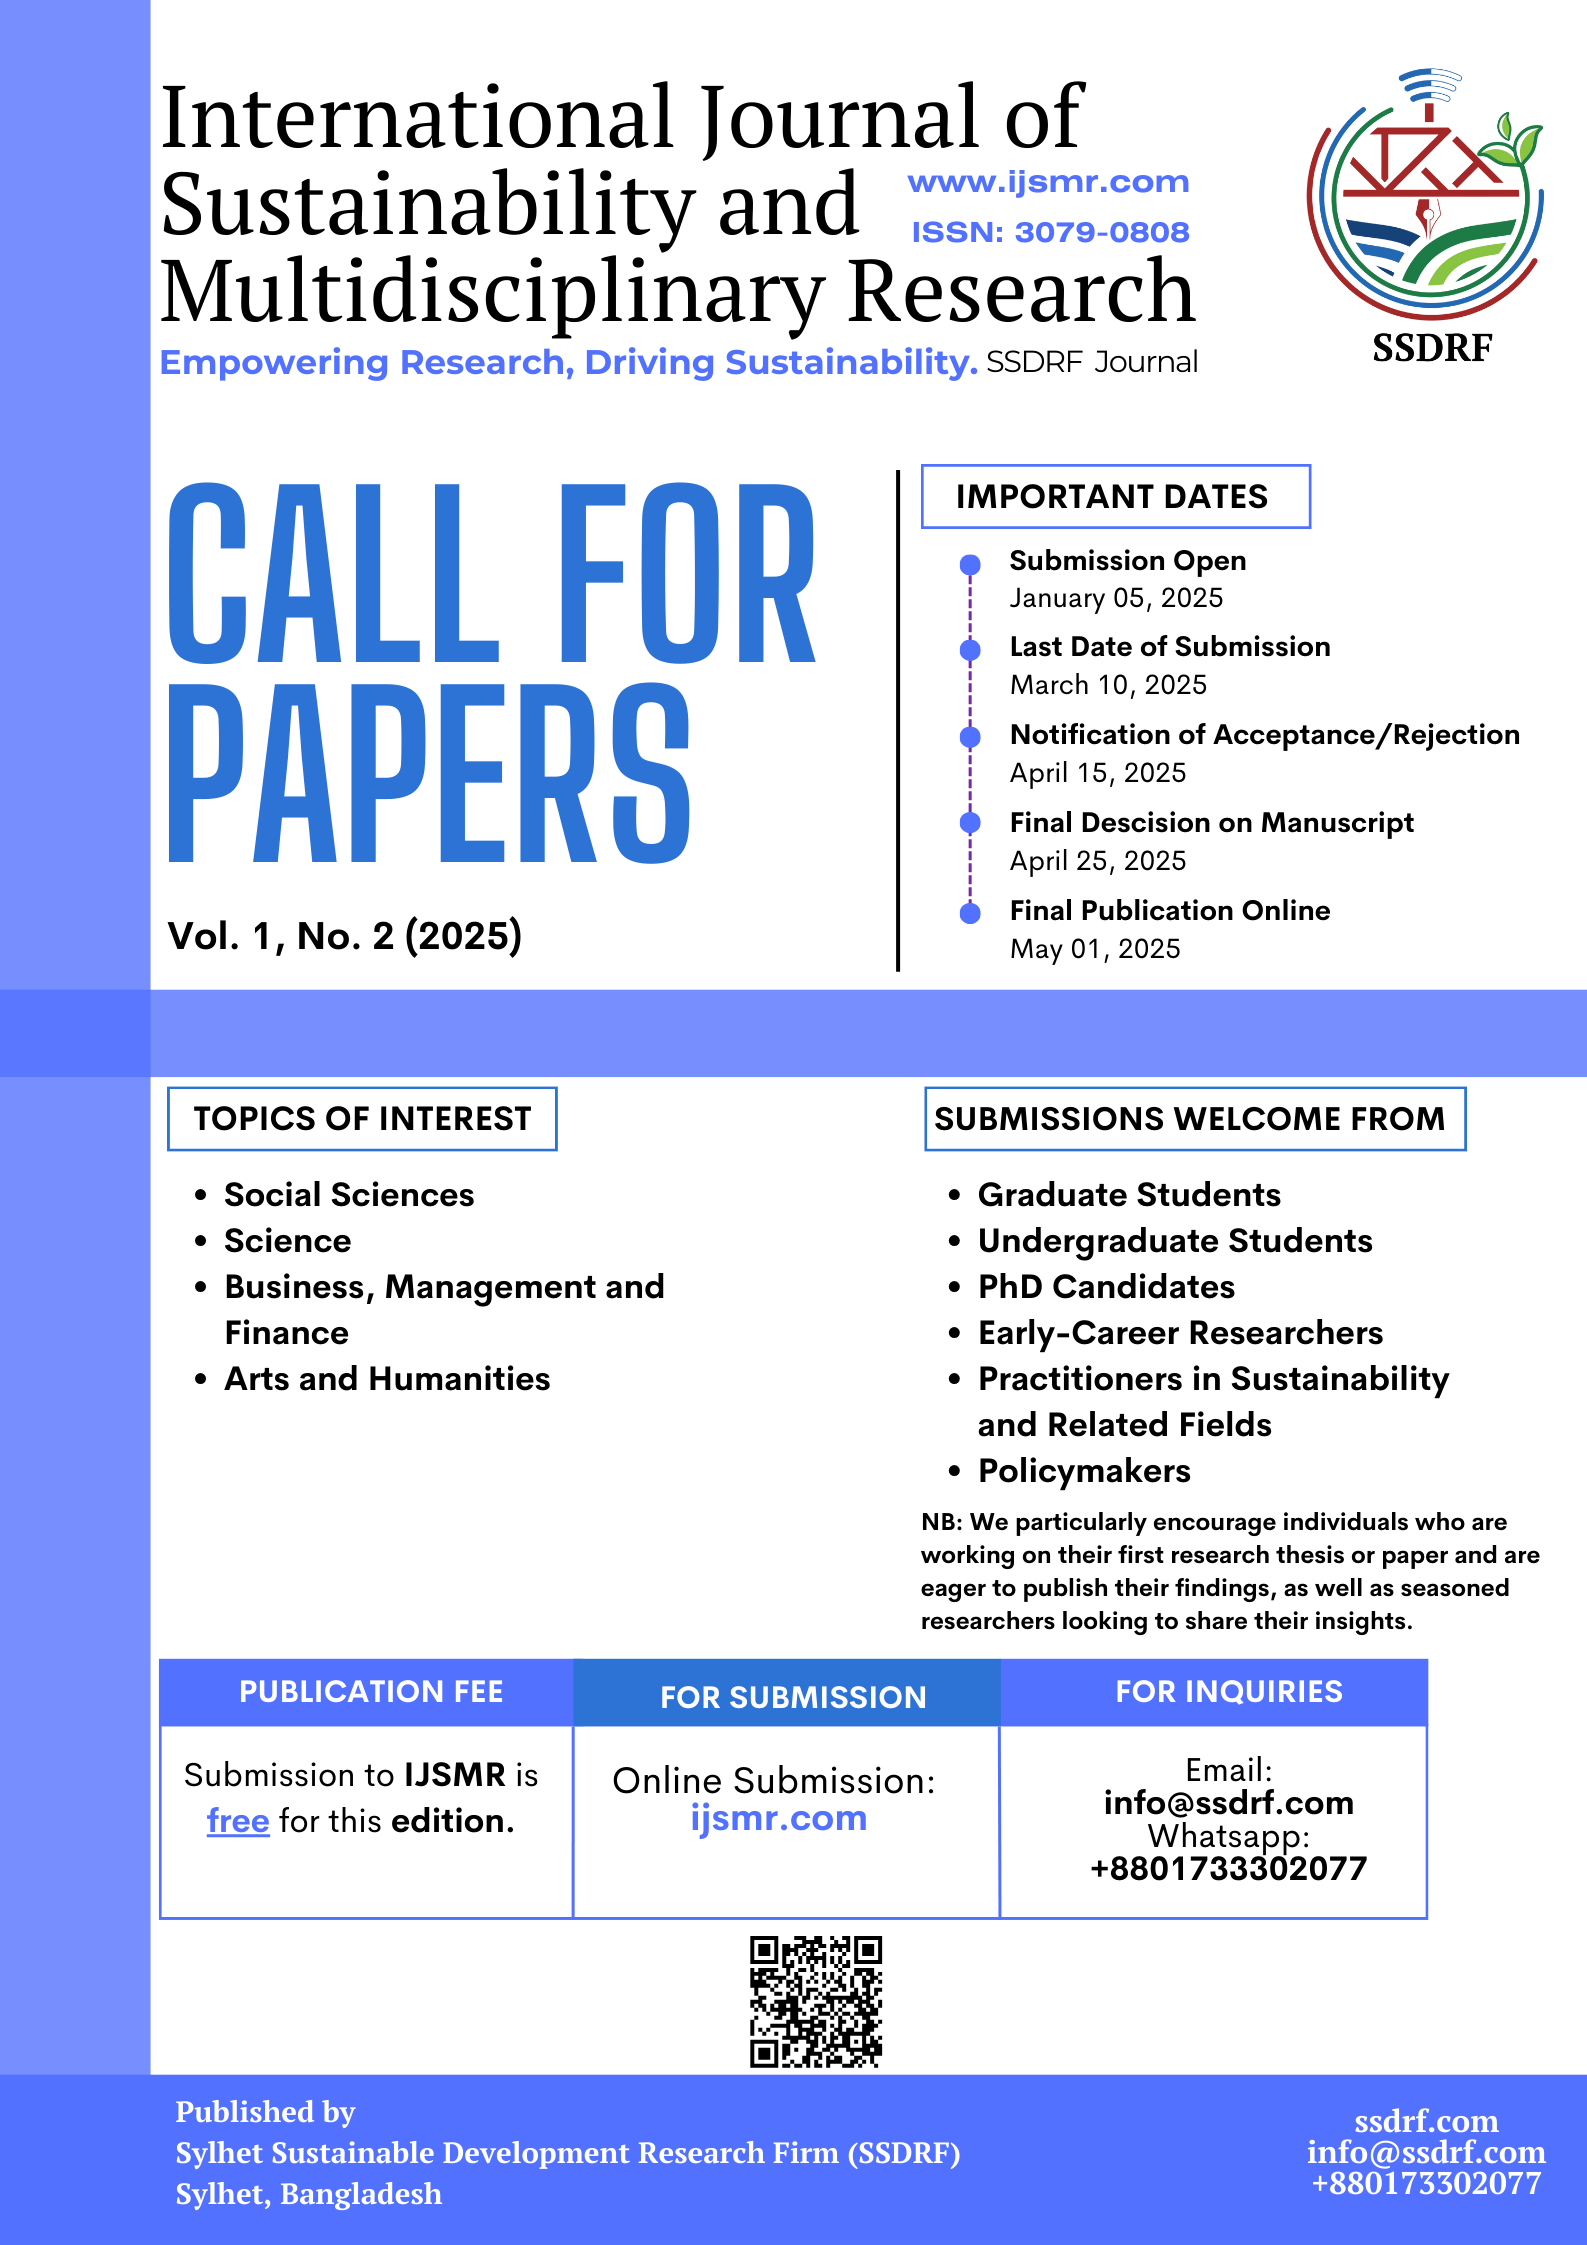 International Journal of
Sustainability and
www.ijsmr.com
ISSN: 3079-0808
Multidisciplinary Research
Empowering Research, Driving Sustainability. SSDRF Journal
SSDRF
CALL FOR
PAPERS
Vol. 1, No. 2 (2025)
IMPORTANT DATES
Submission Open
January 05, 2025
Last Date of Submission
March 10, 2025
Notification of Acceptance/Rejection
April 15, 2025
Final Descision on Manuscript
April 25, 2025
Final Publication Online
May 01, 2025
TOPICS OF INTEREST
• Social Sciences
• Science
• Business, Management and
Finance
• Arts and Humanities
SUBMISSIONS WELCOME FROM
• Graduate Students
• Undergraduate Students
• PhD Candidates
• Early-Career Researchers
• Practitioners in Sustainability
and Related Fields
• Policymakers
NB: We particularly encourage individuals who are
working on their first research thesis or paper and are
eager to publish their findings, as well as seasoned
researchers looking to share their insights.
PUBLICATION FEE
Submission to IJSMR is
free for this edition.
FOR SUBMISSION
Online Submission:
ijsmr.com
FOR INQUIRIES
Email:
info@ssdrf.com
Whatsapp:
+8801733302077
Published by
Sylhet Sustainable Development Research Firm (SSDRF)
Sylhet, Bangladesh
ssdrf.com
info@ssdrf.com
+880173302077